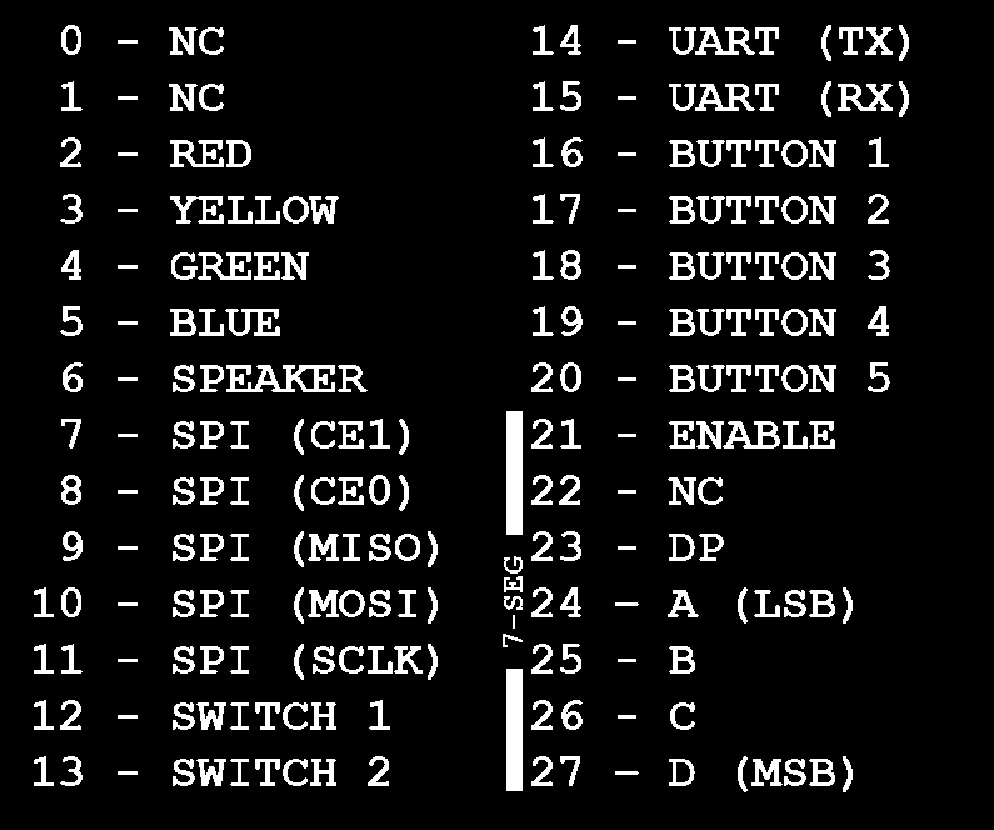 0 – NC
1 – NC
2 – RED
3 – YELLOW
4 – GREEN
5 – BLUE
6 – SPEAKER
7 – SPI (CE1)
8 – SPI (CE0)
9 – SPI (MISO)
10 – SPI (MOSI)
11 – SPI (SCLK)
12 – SWITCH 1
13 – SWITCH 2
14 – UART (TX)
15 – UART (RX)
16 – BUTTON 1
17 – BUTTON 2
18 – BUTTON 3
19 – BUTTON 4
20 – BUTTON 5
7-SEG
21 – ENABLE
22 – NC
23 – DP
24 – A (LSB)
25 – B
26 – C
27 – D (MSB)